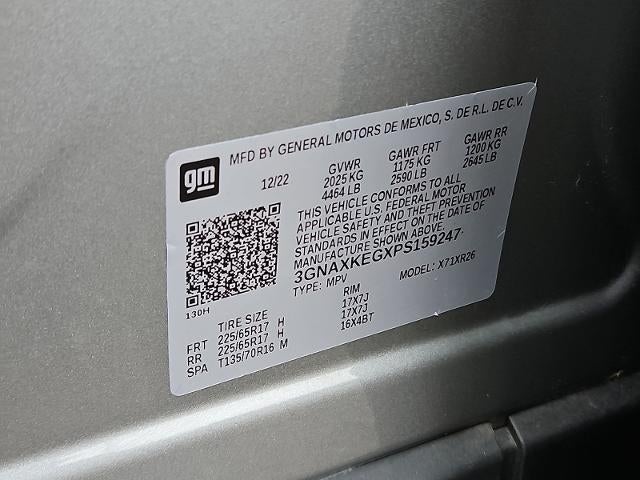 gm
MFD BY GENERAL MOTORS DE MEXICO, S. DE R.L. DE C.V.
12/22 GVWR GAWR FRT GAWR RR
2025 KG 1175 KG 1200 KG
4464 LB 2590 LB 2645 LB
THIS VEHICLE CONFORMS TO ALL
APPLICABLE U.S. FEDERAL MOTOR
VEHICLE SAFETY AND THEFT PREVENTION
STANDARDS IN EFFECT ON THE DATE OF
MANUFACTURE SHOWN ABOVE.
3GNAXKEGXPS159247
TYPE: MPV MODEL: X71XR26
130H
TIRE SIZE RIM
FRT 225/65R17 H 17X7J
RR 225/65R17 H 17X7J
SPA T135/70R16 M 16X4BT